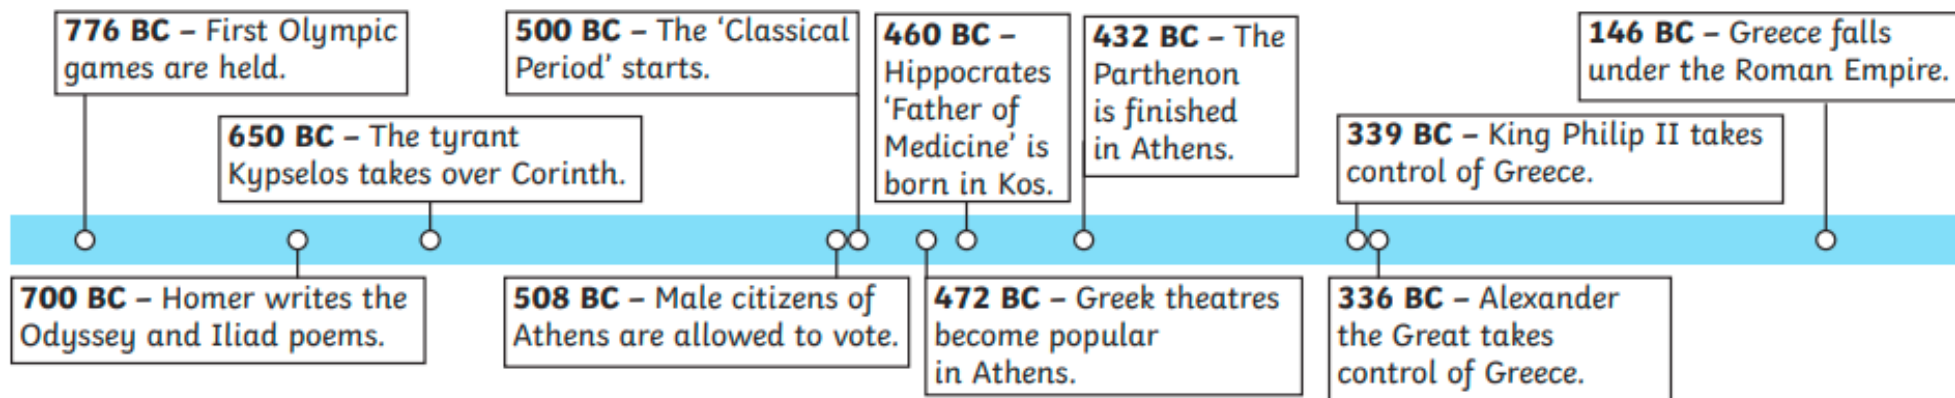 776 BC – First Olympic
games are held.
700 BC – Homer writes the
Odyssey and Iliad poems.
650 BC – The tyrant
Kypselos takes over Corinth.
508 BC – Male citizens of
Athens are allowed to vote.
500 BC – The ‘Classical
Period’ starts.
472 BC – Greek theatres
become popular
in Athens.
460 BC –
Hippocrates
‘Father of
Medicine’ is
born in Kos.
432 BC – The
Parthenon
is finished
in Athens.
339 BC – King Philip II takes
control of Greece.
336 BC – Alexander
the Great takes
control of Greece.
146 BC – Greece falls
under the Roman Empire.